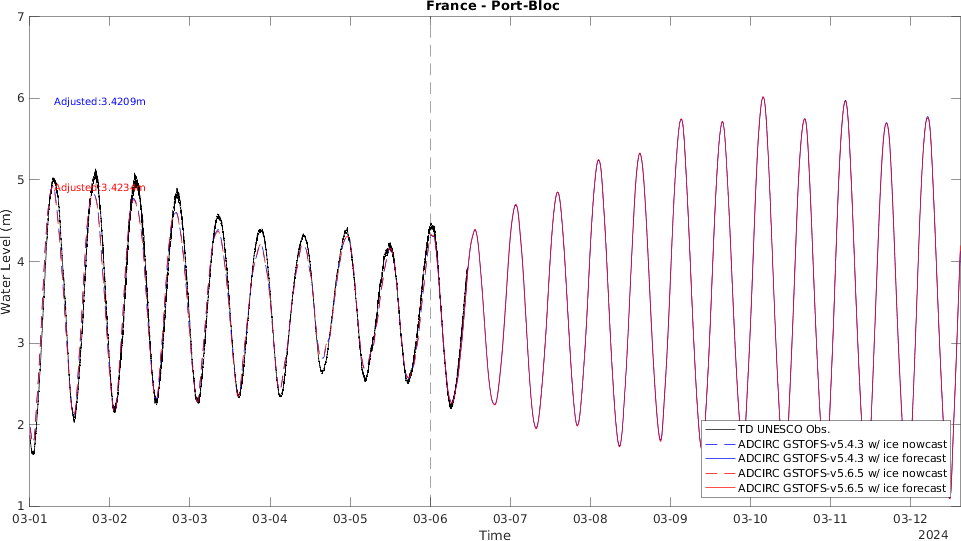 France - Port-Bloc
7
6
5
4
3
2
1
Water Level (m)
Adjusted:3.4209m
Adjusted:3.4234m
TD UNESCO Obs.
ADCIRC GSTOFS-v5.4.3 w/ ice nowcast
ADCIRC GSTOFS-v5.4.3 w/ ice forecast
ADCIRC GSTOFS-v5.6.5 w/ ice nowcast
ADCIRC GSTOFS-v5.6.5 w/ ice forecast
03-01 03-02 03-03 03-04 03-05 03-06 03-07 03-08 03-09 03-10 03-11 03-12
Time
2024